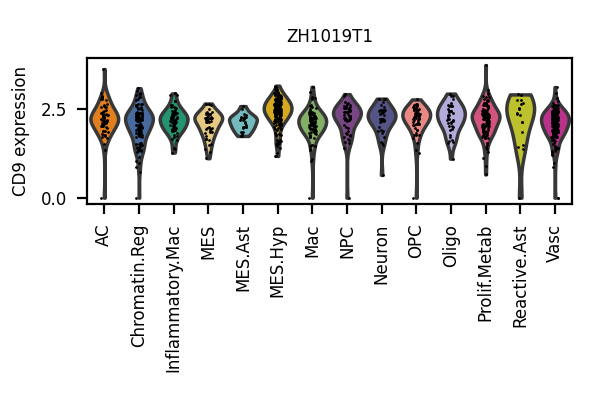 ZH1019T1
CD9 expression
2.5
0.0
AC
Chromatin.Reg
Inflammatory.Mac
MES
MES.Ast
MES.Hyp
Mac
NPC
Neuron
OPC
Oligo
Prolif.Metab
Reactive.Ast
Vasc